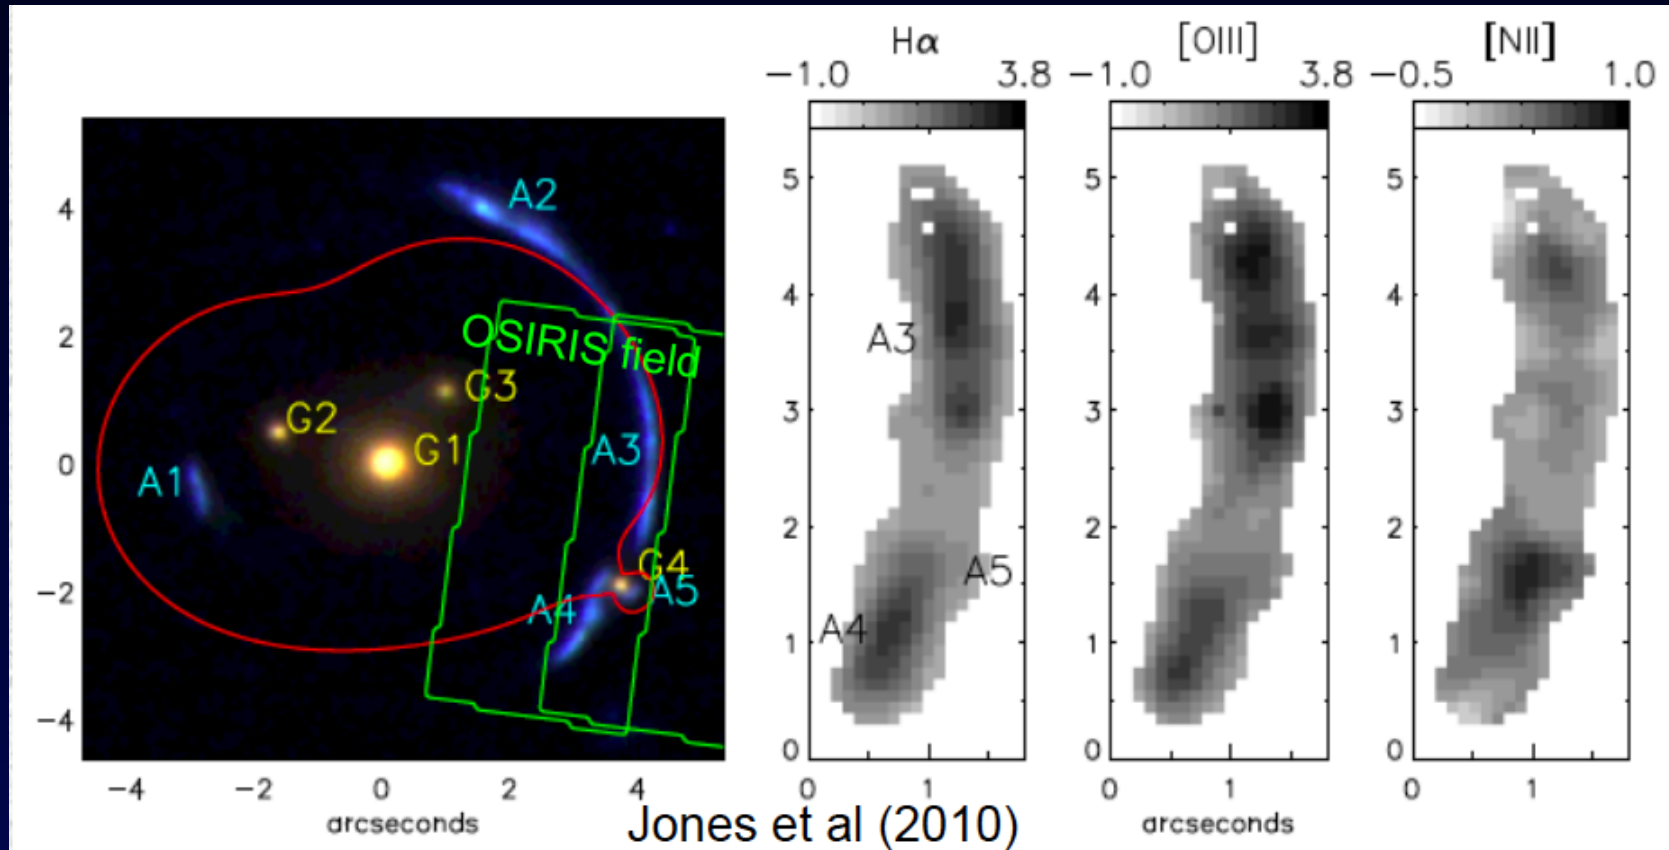 Hα
[OIII]
[NII]
−1.0 3.8
−1.0 3.8
−0.5 1.0
A2
OSIRIS field
G3
G2
G1
A3
A1
G4
A5
A4
4
2
0
−2
−4
−4 −2 0 2 4
arcseconds
5
4
A3
3
2
A5
A4
1
0
0 1
5
4
3
2
1
0
0 1
arcseconds
5
4
3
2
1
0
0 1
Jones et al (2010)